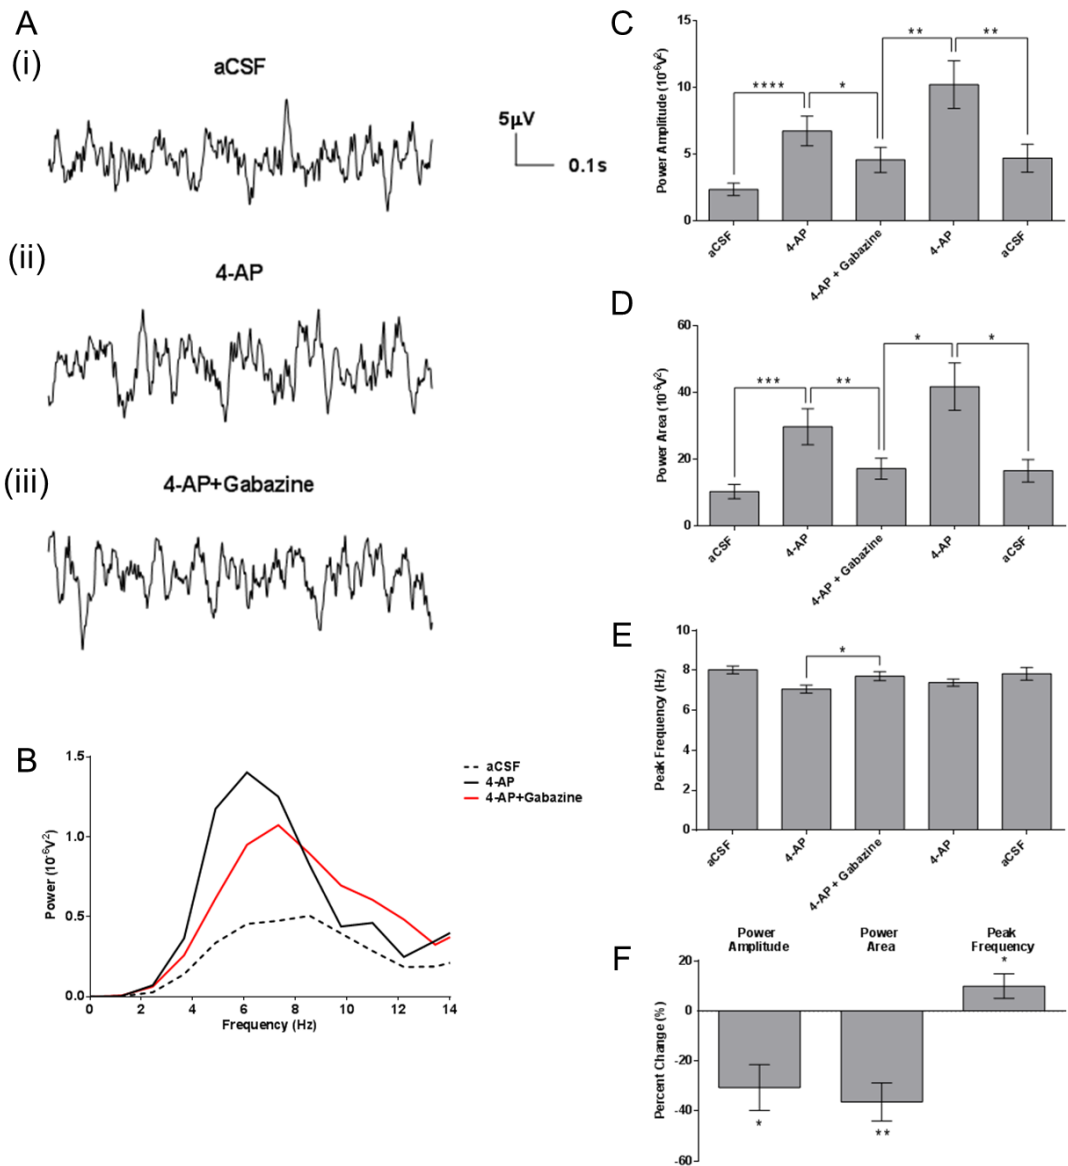 A
(i)
aCSF
5μV
0.1s
(ii)
4-AP
(iii)
4-AP+Gabazine
B
1.5
1.0
0.5
0.0
Power (10⁻⁶V²)
0 2 4 6 8 10 12 14
Frequency (Hz)
aCSF
4-AP
4-AP+Gabazine
C
15
10
5
0
Power Amplitude (10⁻⁶V²)
**** * ** **
aCSF 4-AP 4-AP + Gabazine 4-AP aCSF
D
60
40
20
0
Power Area (10⁻⁶V²)
*** ** * *
aCSF 4-AP 4-AP + Gabazine 4-AP aCSF
E
10
8
6
4
2
0
Peak Frequency (Hz)
*
aCSF 4-AP 4-AP + Gabazine 4-AP aCSF
F
Power Power Peak
Amplitude Area Frequency
20
0
-20
-40
-60
Percent Change (%)
*
* **